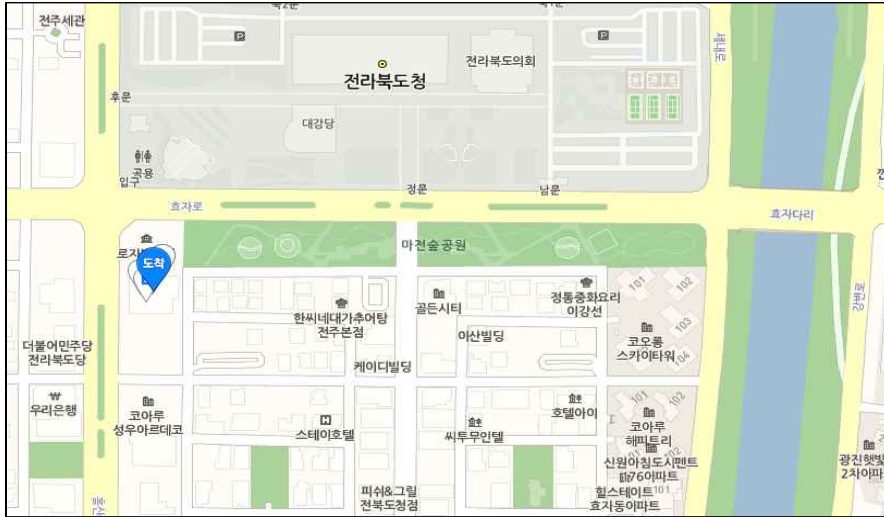 전주세관
P
전라북도의회
P
전라북도청
후문
대강당
공용
입구
정문
남문
효자로
효자다리
마전숲공원
도착
101
102
103
104
골든시티
정통중화요리
이강선
한씨네대가추어탕
전주본점
아산빌딩
코오롱
스카이타워
강변로
더불어민주당
전라북도당
케이디빌딩
우리은행
코아루
성우아르데코
H
스테이호텔
씨투무인텔
호텔아이
101
102
코아루
해피트리
신원아침도시펜트
76아파트
힐스테이트
효자동아파트
101
광진햇빛
2차아파
피쉬&그릴
전북도청점